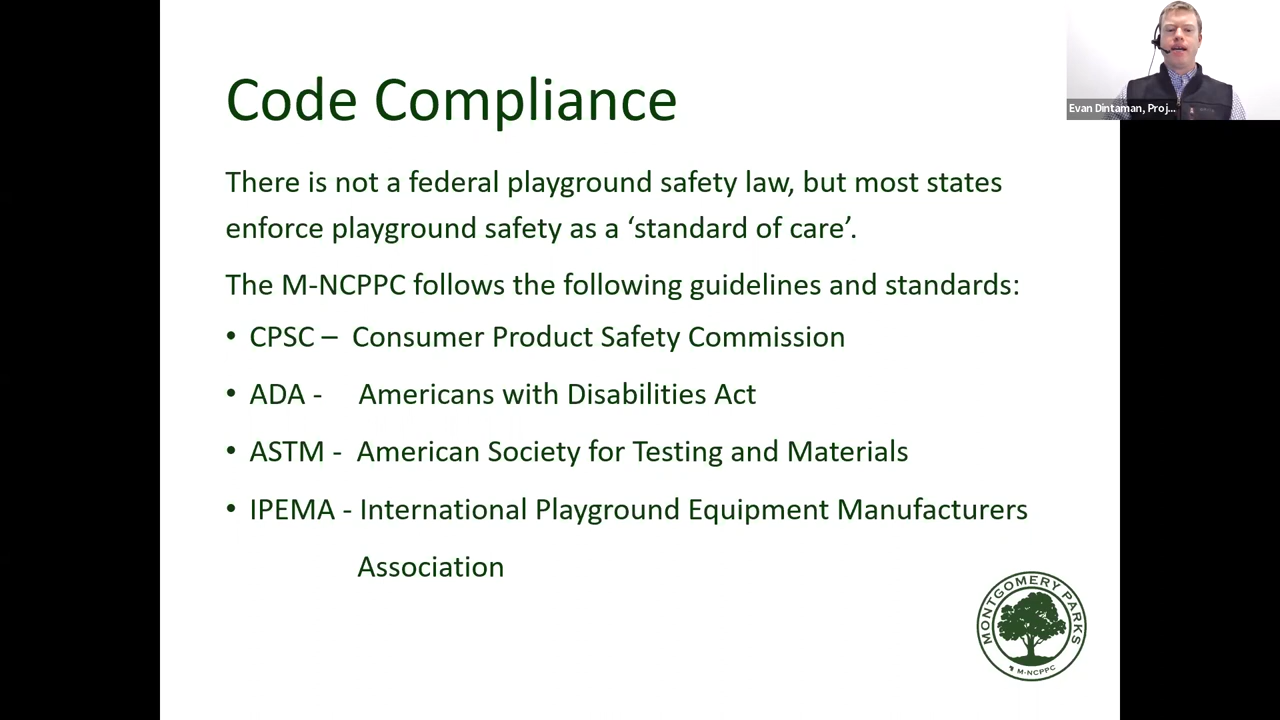 Code Compliance
Evan Dintaman, Proj...
There is not a federal playground safety law, but most states
enforce playground safety as a ‘standard of care’.
The M-NCPPC follows the following guidelines and standards:
• CPSC – Consumer Product Safety Commission
• ADA - Americans with Disabilities Act
• ASTM - American Society for Testing and Materials
• IPEMA - International Playground Equipment Manufacturers
Association
MONTGOMERY PARKS
M-NCPPC